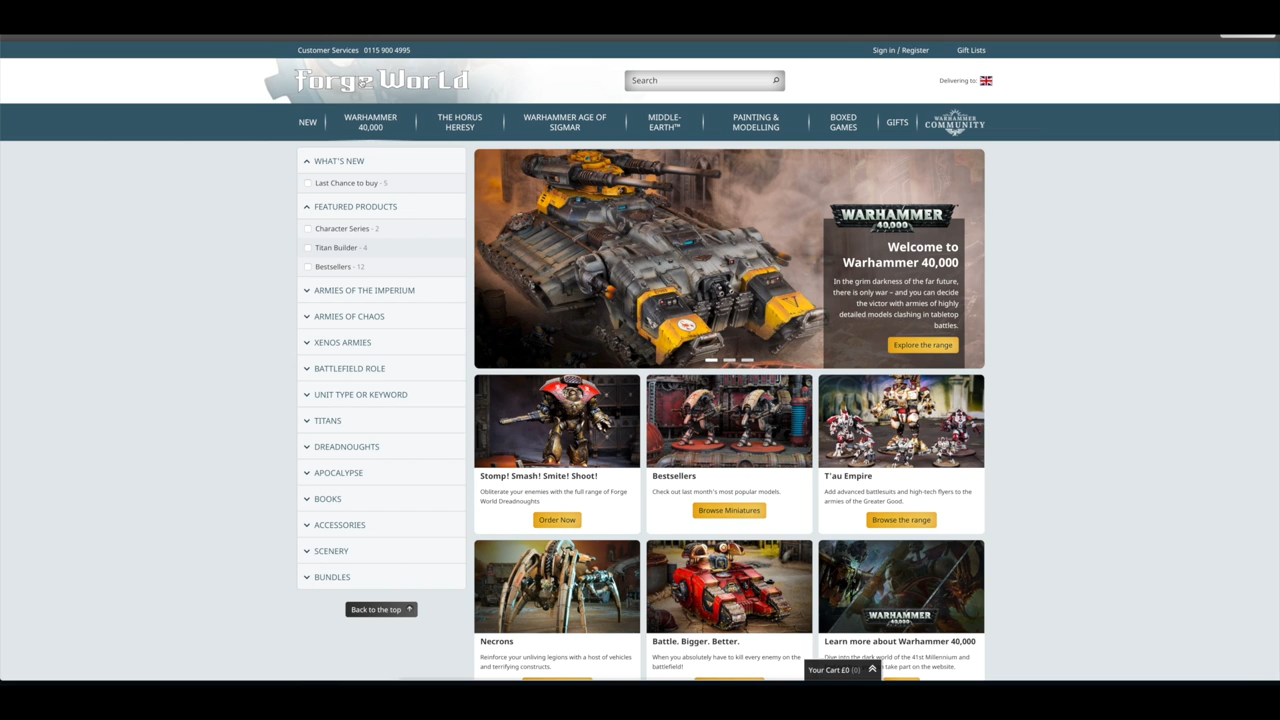 Customer Services 0115 900 4995
Sign in / Register
Gift Lists
Forge World
Search
Delivering to:
NEW
WARHAMMER
40,000
THE HORUS
HERESY
WARHAMMER AGE OF
SIGMAR
MIDDLE-
EARTH™
PAINTING &
MODELLING
BOXED
GAMES
GIFTS
WARHAMMER
COMMUNITY
WHAT'S NEW
Last Chance to buy - 5
FEATURED PRODUCTS
Character Series - 2
Titan Builder - 4
Bestsellers - 12
ARMIES OF THE IMPERIUM
ARMIES OF CHAOS
XENOS ARMIES
BATTLEFIELD ROLE
UNIT TYPE OR KEYWORD
TITANS
DREADNOUGHTS
APOCALYPSE
BOOKS
ACCESSORIES
SCENERY
BUNDLES
Back to the top
WARHAMMER
40,000
Welcome to
Warhammer 40,000
In the grim darkness of the far future,
there is only war – and you can decide
the victor with armies of highly
detailed models clashing in tabletop
battles.
Explore the range
Stomp! Smash! Smite! Shoot!
Obliterate your enemies with the full range of Forge
World Dreadnoughts
Order Now
Bestsellers
Check out last month's most popular models.
Browse Miniatures
T'au Empire
Add advanced battlesuits and high-tech flyers to the
armies of the Greater Good.
Browse the range
Necrons
Reinforce your unliving legions with a host of vehicles
and terrifying constructs.
Battle. Bigger. Better.
When you absolutely have to kill every enemy on the
battlefield!
WARHAMMER
40,000
Learn more about Warhammer 40,000
Dive into the dark world of the 41st Millennium and
take part on the website.
Your Cart £0 (0)